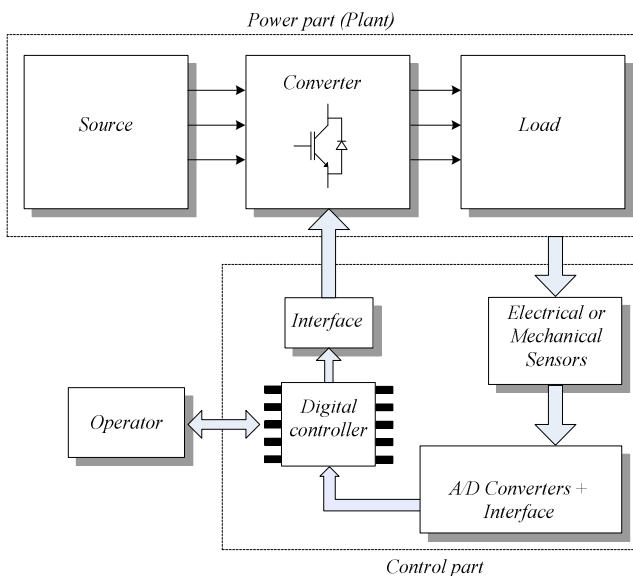 Power part (Plant)
Source
Converter
Load
Interface
Electrical or
Mechanical
Sensors
Operator
Digital
controller
A/D Converters +
Interface
Control part